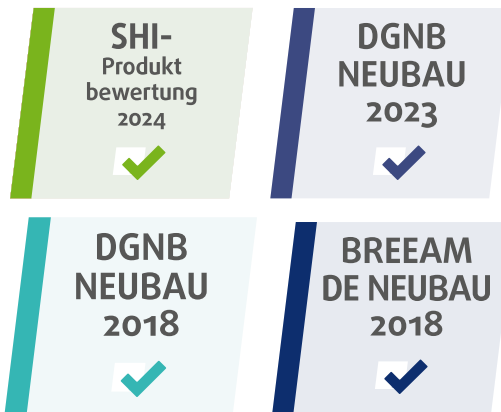 SHI-
Produkt
bewertung
2024
DGNB
NEUBAU
2023
DGNB
NEUBAU
2018
BREEAM
DE NEUBAU
2018